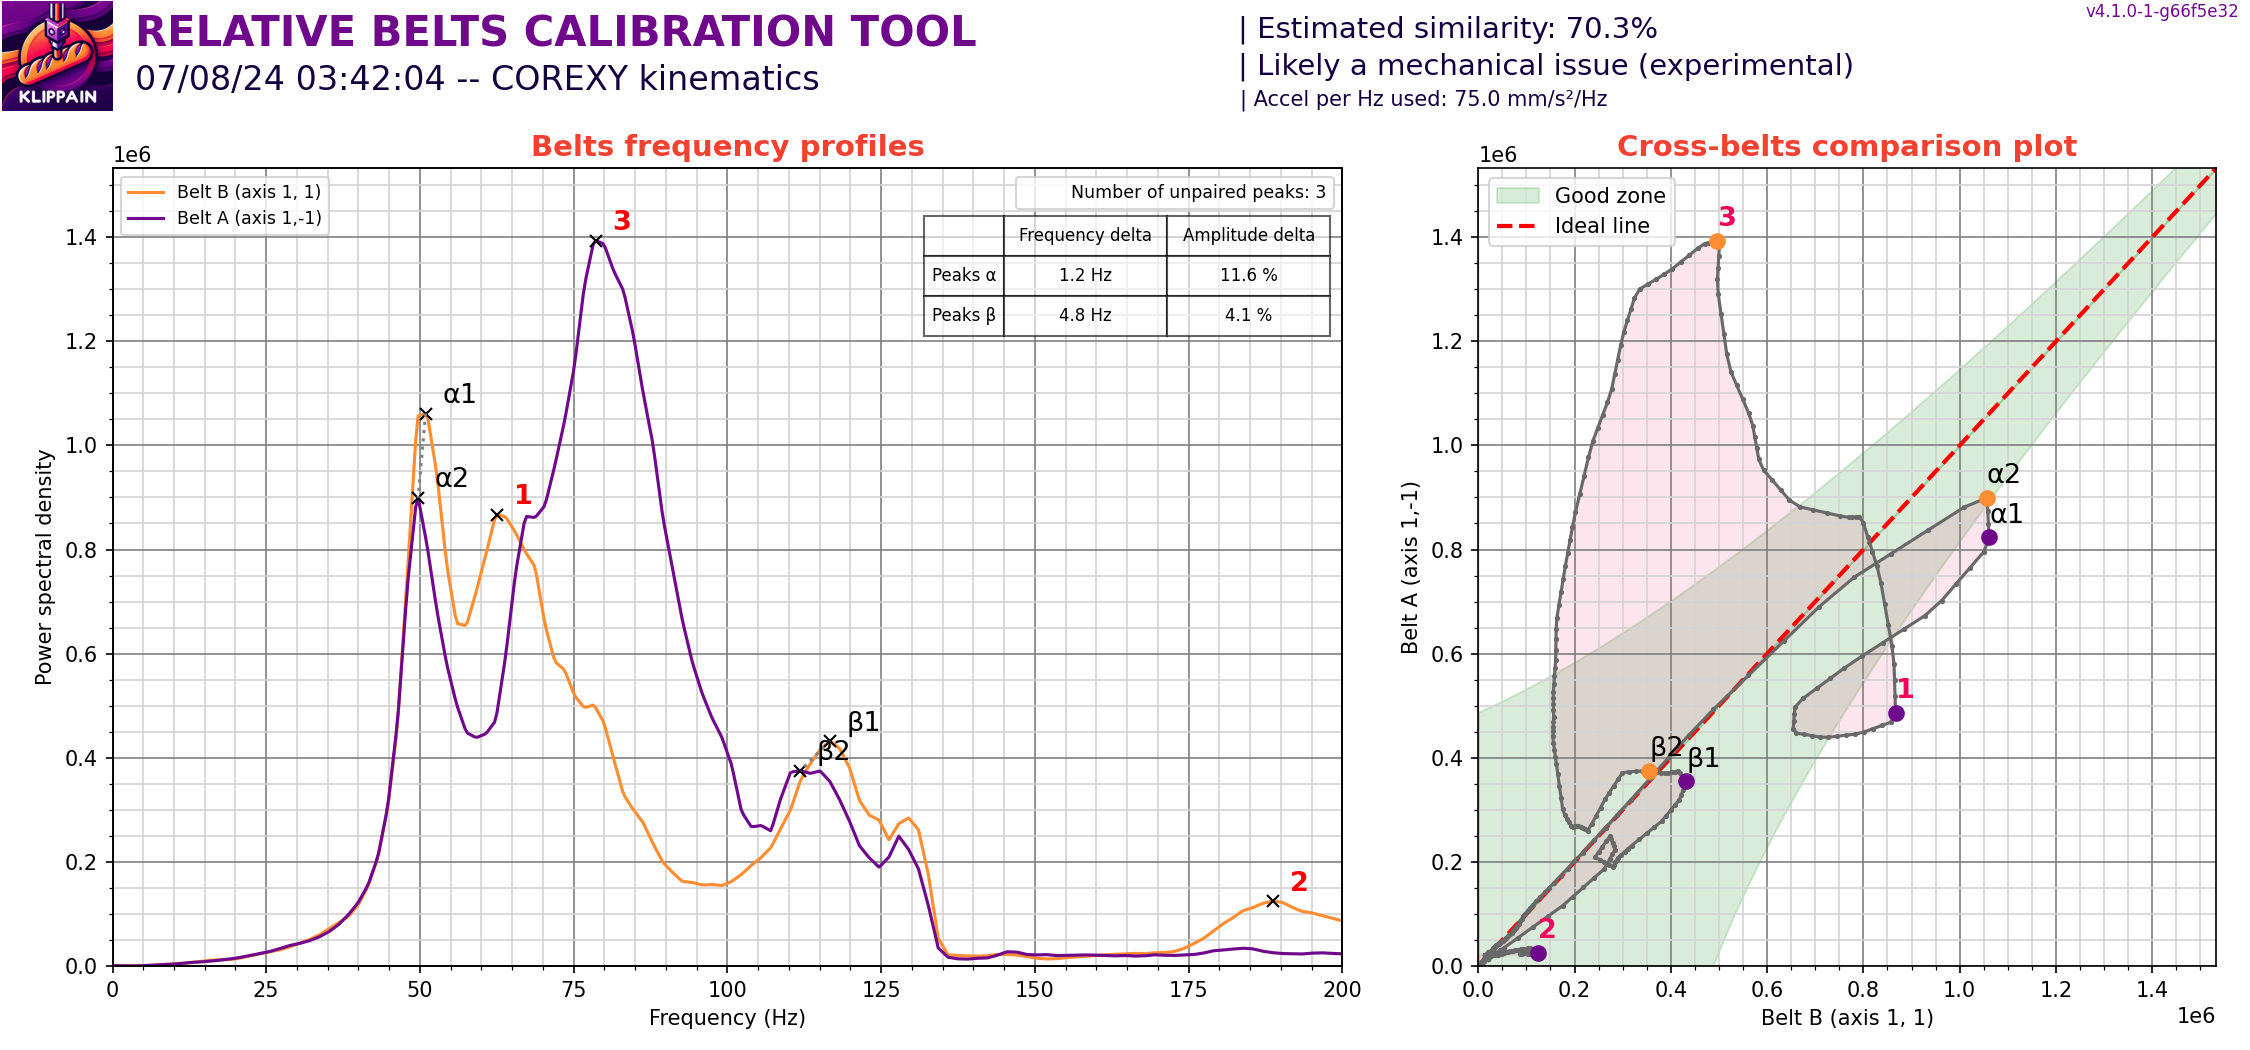 KLIPPAIN
RELATIVE BELTS CALIBRATION TOOL
07/08/24 03:42:04 -- COREXY kinematics
| Estimated similarity: 70.3%
| Likely a mechanical issue (experimental)
| Accel per Hz used: 75.0 mm/s²/Hz
v4.1.0-1-g66f5e32
Belts frequency profiles
1e6
Belt B (axis 1, 1)
Belt A (axis 1,-1)
Number of unpaired peaks: 3
Frequency delta Amplitude delta
Peaks α 1.2 Hz 11.6 %
Peaks β 4.8 Hz 4.1 %
3
α1
α2
1
β1
β2
2
1.4
1.2
1.0
0.8
0.6
0.4
0.2
0.0
Power spectral density
0 25 50 75 100 125 150 175 200
Frequency (Hz)
Cross-belts comparison plot
1e6
Good zone
Ideal line
3
α2
α1
1
β2
β1
2
1.4
1.2
1.0
0.8
0.6
0.4
0.2
0.0
Belt A (axis 1,-1)
0.0 0.2 0.4 0.6 0.8 1.0 1.2 1.4
Belt B (axis 1, 1)
1e6